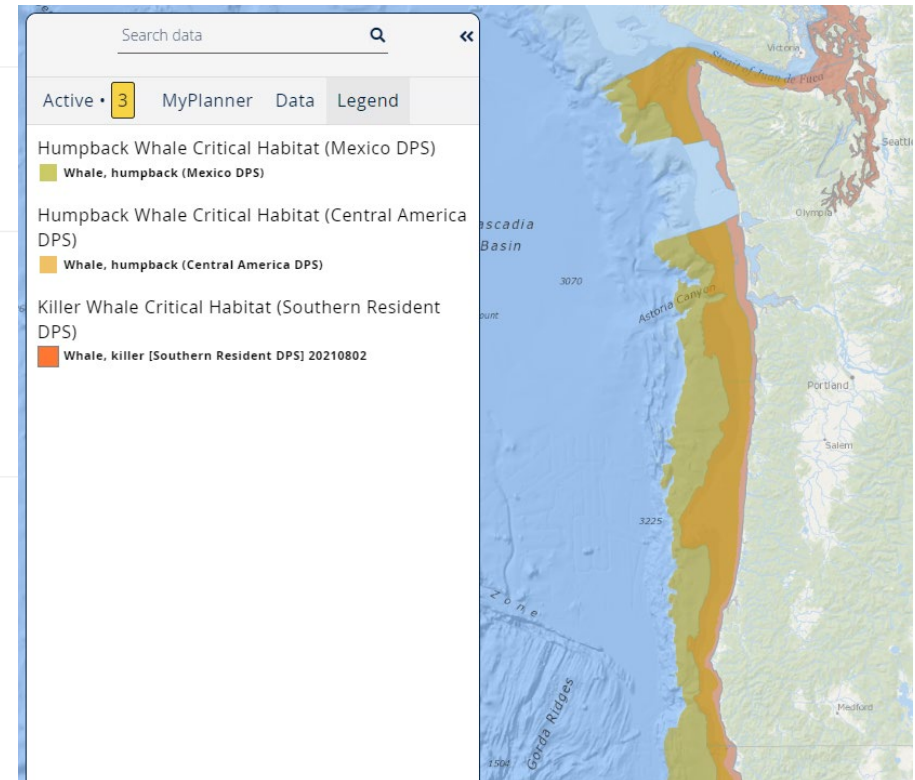 Search data
Active • 3 MyPlanner Data Legend
Humpback Whale Critical Habitat (Mexico DPS)
Whale, humpback (Mexico DPS)
Humpback Whale Critical Habitat (Central America
DPS)
Whale, humpback (Central America DPS)
Killer Whale Critical Habitat (Southern Resident
DPS)
Whale, killer [Southern Resident DPS] 20210802
Victoria
Strait of Juan de Fuca
Seattle
Olympia
ascadia
Basin
3070
Astoria Canyon
ount
Portland
Salem
3225
Zone
Gorda Ridges
Medford
1504